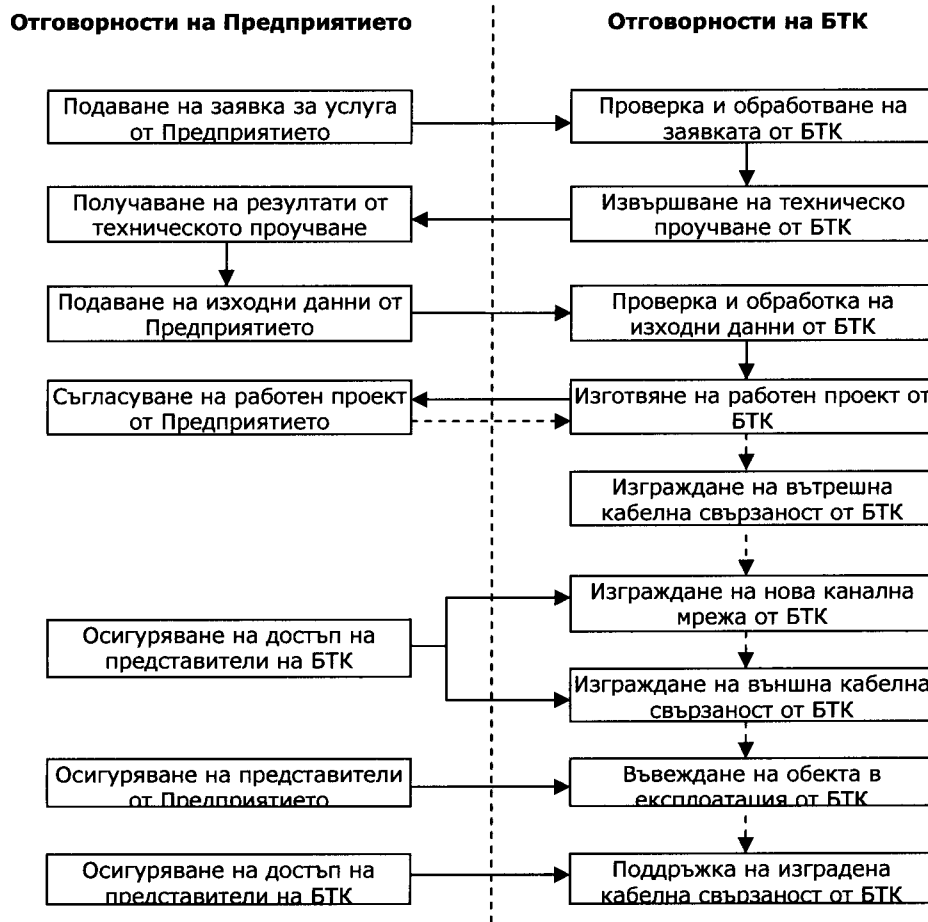 Отговорности на Предприятието
Отговорности на БТК
Подаване на заявка за услуга
от Предприятието
Проверка и обработване на
заявката от БТК
Получаване на резултати от
техническото проучване
Извършване на техническо
проучване от БТК
Подаване на изходни данни от
Предприятието
Проверка и обработка на
изходни данни от БТК
Съгласуване на работен проект
от Предприятието
Изготвяне на работен проект от
БТК
Изграждане на вътрешна
кабелна свързаност от БТК
Изграждане на нова канална
мрежа от БТК
Осигуряване на достъп на
представители на БТК
Изграждане на външна кабелна
свързаност от БТК
Осигуряване на представители
от Предприятието
Въвеждане на обекта в
експлоатация от БТК
Осигуряване на достъп на
представители на БТК
Поддръжка на изградена
кабелна свързаност от БТК